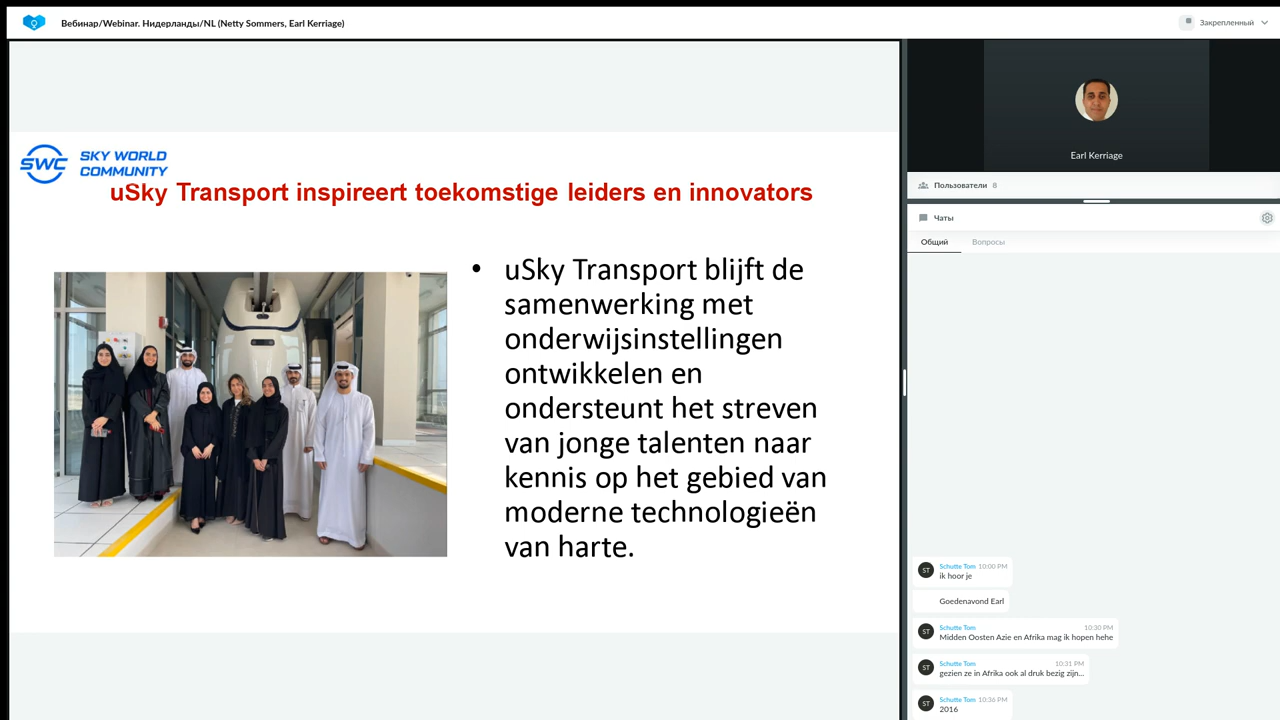 Вебинар/Webinar. Нидерланды/NL (Netty Sommers, Earl Kerriage)
Закрепленный
SWC SKY WORLD
COMMUNITY
uSky Transport inspireert toekomstige leiders en innovators
• uSky Transport blijft de
samenwerking met
onderwijsinstellingen
ontwikkelen en
ondersteunt het streven
van jonge talenten naar
kennis op het gebied van
moderne technologieën
van harte.
Earl Kerriage
Пользователи 8
Чаты
Общий Вопросы
ST Schutte Tom 10:00 PM
ik hoor je
Goedenavond Earl
ST Schutte Tom 10:30 PM
Midden Oosten Azie en Afrika mag ik hopen hehe
ST Schutte Tom 10:31 PM
gezien ze in Afrika ook al druk bezig zijn...
ST Schutte Tom 10:36 PM
2016